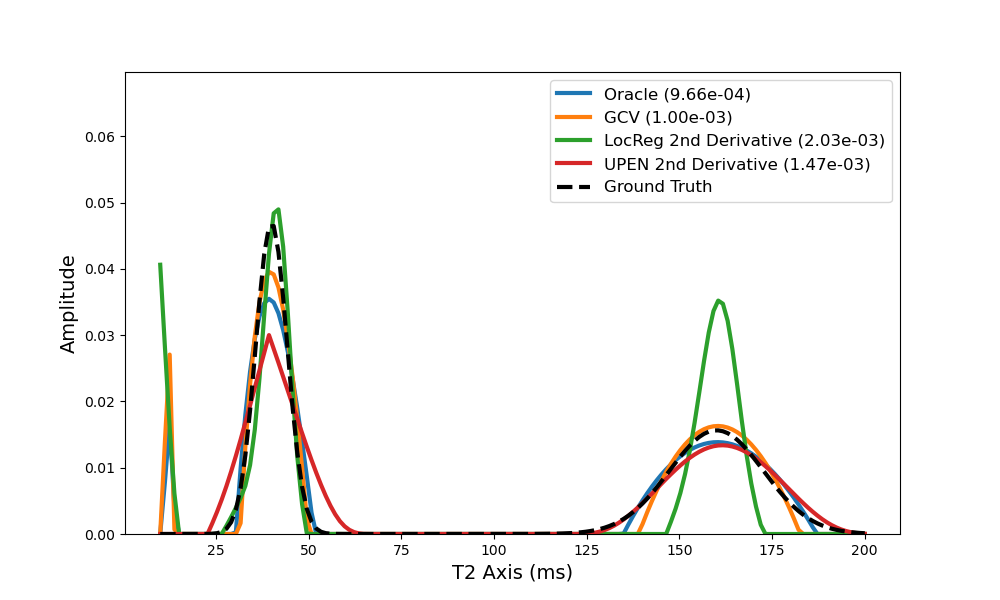 Oracle (9.66e-04)
GCV (1.00e-03)
LocReg 2nd Derivative (2.03e-03)
UPEN 2nd Derivative (1.47e-03)
Ground Truth
Amplitude
0.06
0.05
0.04
0.03
0.02
0.01
0.00
25 50 75 100 125 150 175 200
T2 Axis (ms)